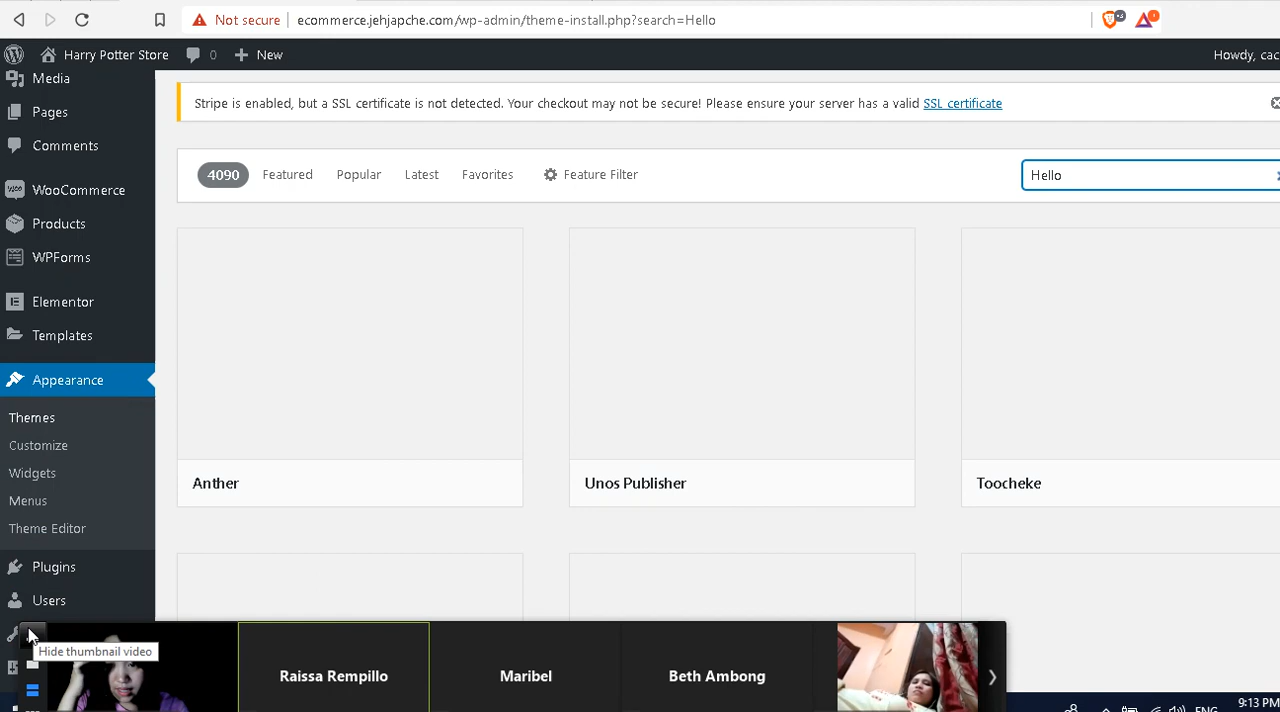 Not secure
ecommerce.jehjapche.com/wp-admin/theme-install.php?search=Hello
Harry Potter Store
0
New
Howdy, cac
Media
Pages
Comments
WooCommerce
Products
WPForms
Elementor
Templates
Appearance
Themes
Customize
Widgets
Menus
Theme Editor
Plugins
Users
Stripe is enabled, but a SSL certificate is not detected. Your checkout may not be secure! Please ensure your server has a valid SSL certificate
4090 Featured Popular Latest Favorites Feature Filter
Hello
Anther
Unos Publisher
Toocheke
Hide thumbnail video
Raissa Rempillo
Maribel
Beth Ambong
ENG
9:13 PM